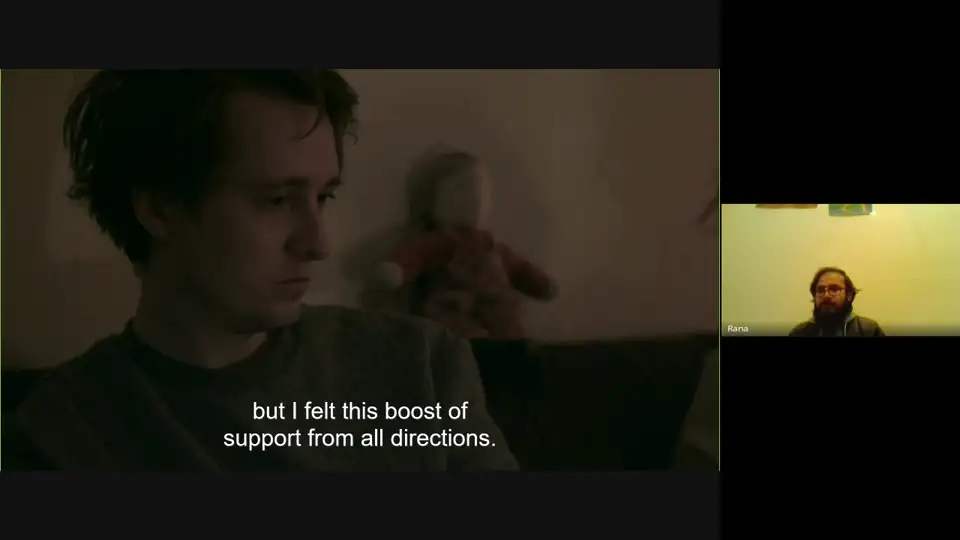 but I felt this boost of
support from all directions.
Rana